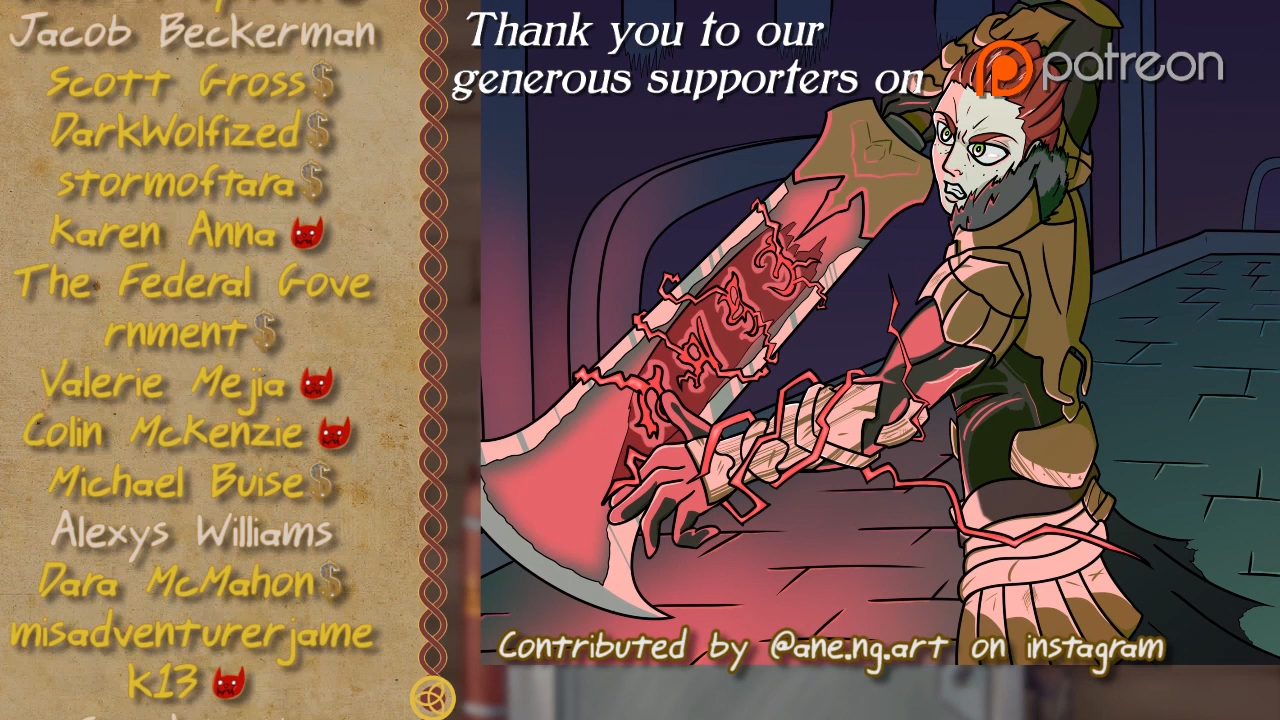 Jacob Beckerman
Scott Gross
DarkWolfized
stormoftara
Karen Anna
The Federal Gove
rnment
Valerie Mejia
Colin McKenzie
Michael Buise
Alexys Williams
Dara McMahon
misadventurerjame
k13
Thank you to our
generous supporters on
patreon
Contributed by @ane.ng.art on instagram